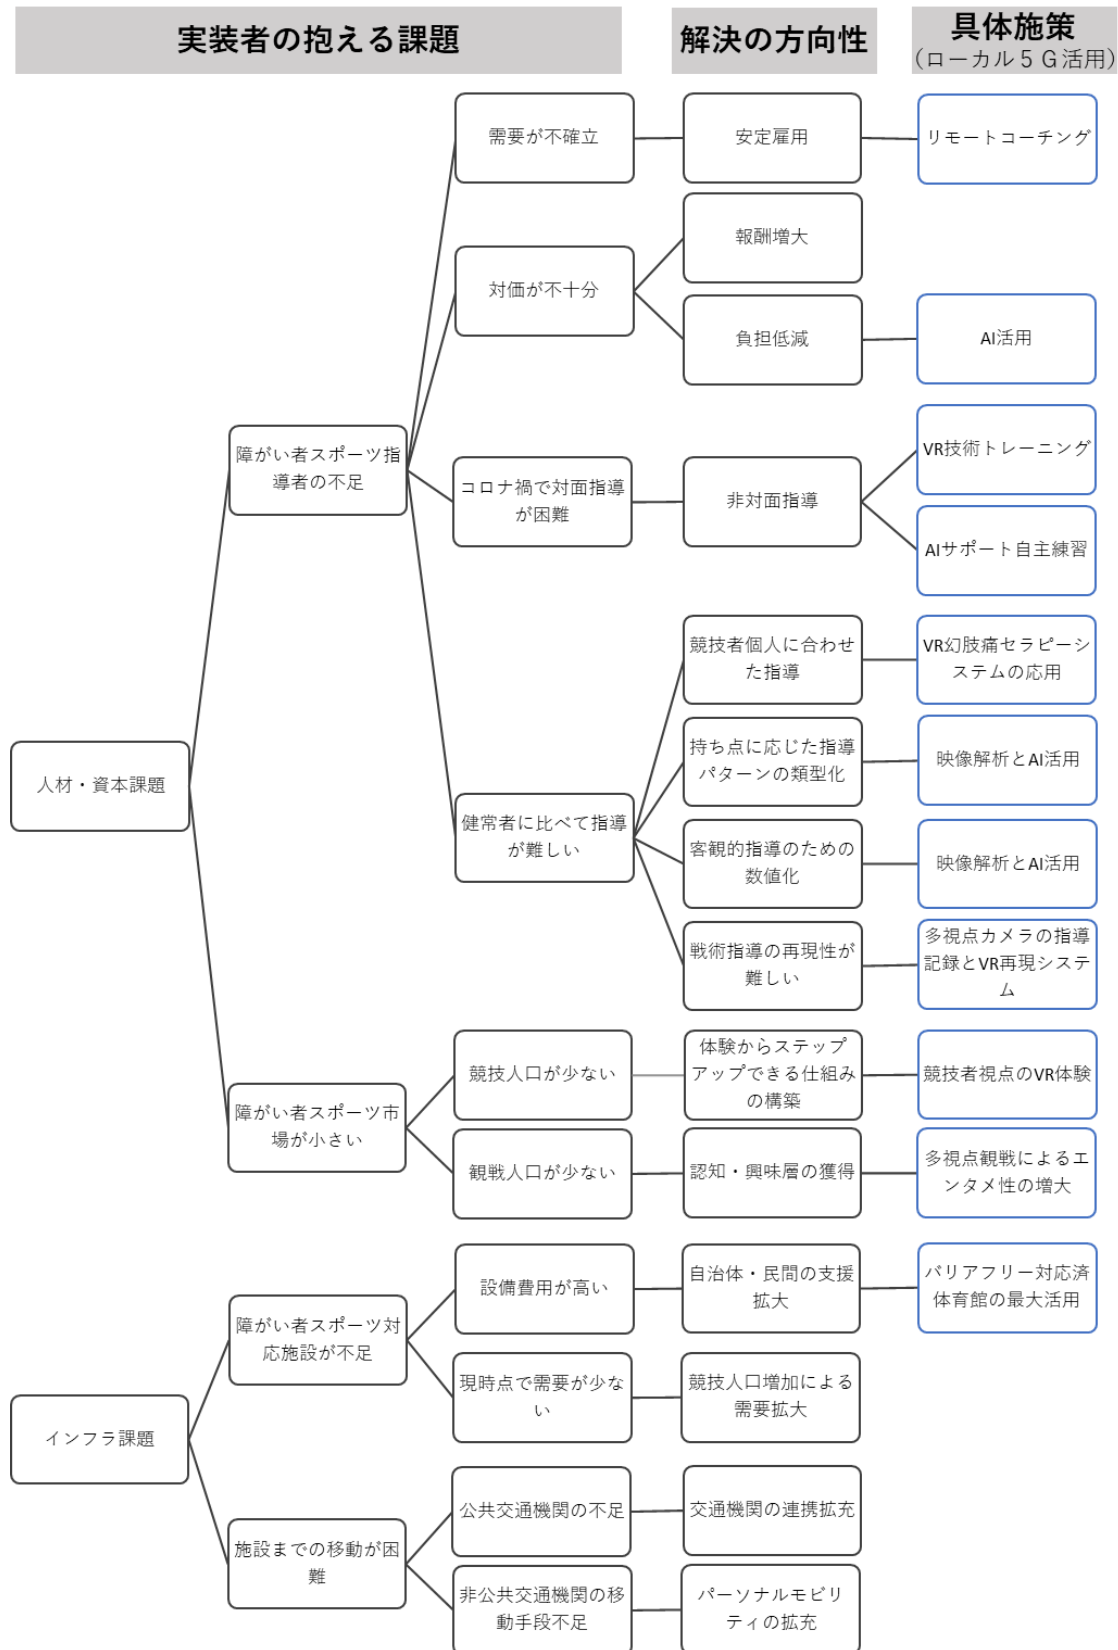 実装者の抱える課題
解決の方向性
具体施策
（ローカル５Ｇ活用）
需要が不確立
安定雇用
リモートコーチング
報酬増大
対価が不十分
負担低減
AI活用
障がい者スポーツ指
導者の不足
コロナ禍で対面指導
が困難
非対面指導
VR技術トレーニング
AIサポート自主練習
競技者個人に合わせ
た指導
VR幻肢痛セラピーシ
ステムの応用
人材・資本課題
持ち点に応じた指導
パターンの類型化
映像解析とAI活用
健常者に比べて指導
が難しい
客観的指導のための
数値化
映像解析とAI活用
戦術指導の再現性が
難しい
多視点カメラの指導
記録とVR再現システ
ム
障がい者スポーツ市
場が小さい
競技人口が少ない
体験からステップ
アップできる仕組み
の構築
競技者視点のVR体験
観戦人口が少ない
認知・興味層の獲得
多視点観戦によるエ
ンタメ性の増大
設備費用が高い
自治体・民間の支援
拡大
バリアフリー対応済
体育館の最大活用
障がい者スポーツ対
応施設が不足
現時点で需要が少な
い
競技人口増加による
需要拡大
インフラ課題
公共交通機関の不足
交通機関の連携拡充
施設までの移動が困
難
非公共交通機関の移
動手段不足
パーソナルモビリ
ティの拡充